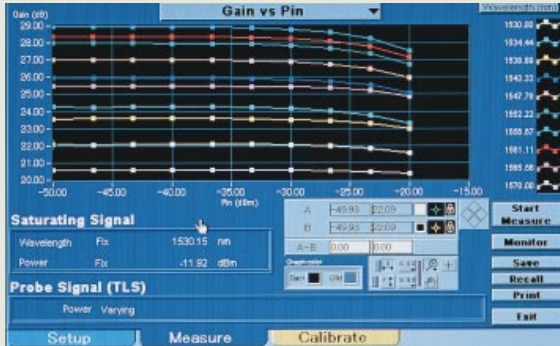 Gain (dB)
Gain vs Pin
Wavelength (nm)
29.00
28.00
27.00
26.00
25.00
24.00
23.00
22.00
21.00
20.00
-50.00
-45.00
-40.00
-35.00
-30.00
-25.00
-20.00
-15.00
Pin (dBm)
1530.00
1534.44
1538.89
1543.33
1547.78
1552.22
1556.67
1561.11
1565.56
1570.00
Saturating Signal
Wavelength Fix 1530.15 nm
Power Fix -11.92 dBm
Probe Signal (TLS)
Power Varying
A -49.93 22.09
B -49.93 22.09
A-B 0.00 0.00
Start
Measure
Monitor
Save
Recall
Print
Exit
Setup
Measure
Calibrate